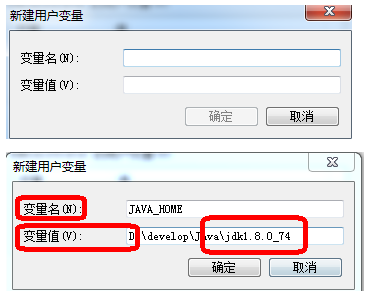 新建用户变量
变量名(N):
变量值(V):
确定 取消
新建用户变量
变量名(N): JAVA_HOME
变量值(V): D:\develop\Java\jdk1.8.0_74
确定 取消